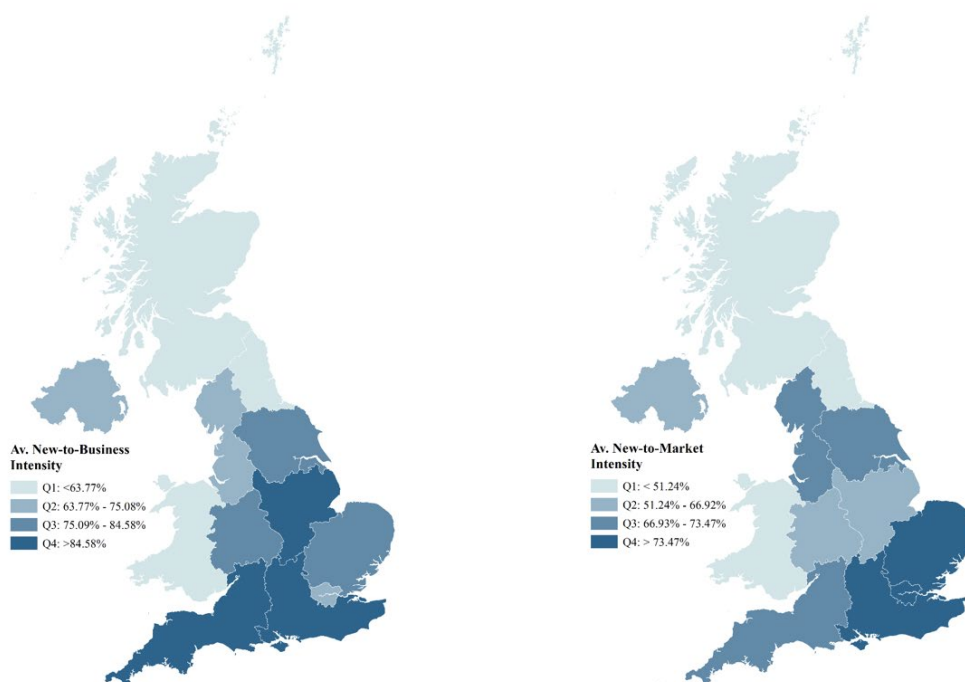 Av. New-to-Business
Intensity
Q1: <63.77%
Q2: 63.77% - 75.08%
Q3: 75.09% - 84.58%
Q4: >84.58%
Av. New-to-Market
Intensity
Q1: < 51.24%
Q2: 51.24% - 66.92%
Q3: 66.93% - 73.47%
Q4: > 73.47%